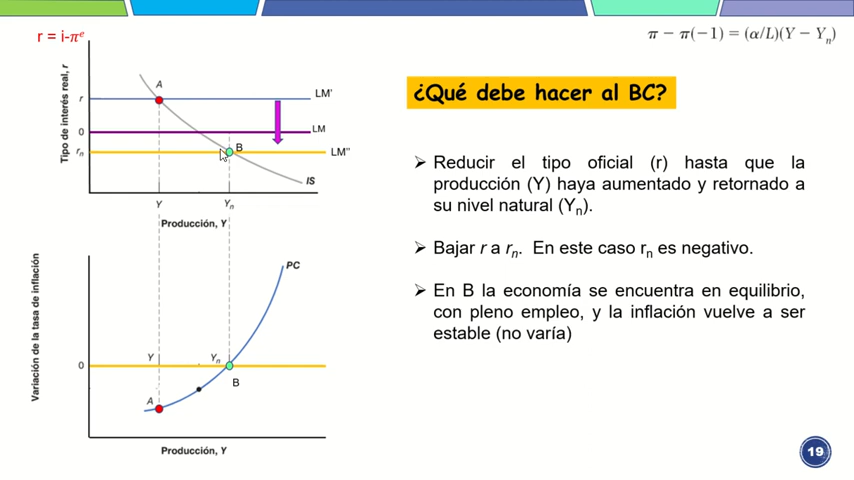 r = i-πᵉ
π − π(−1) = (α/L)(Y − Yₙ)
Tipo de interés real, r
A
r
LM'
0
LM
B
rₙ
LM''
IS
Y
Yₙ
Producción, Y
¿Qué debe hacer al BC?
➢ Reducir el tipo oficial (r) hasta que la
producción (Y) haya aumentado y retornado a
su nivel natural (Yₙ).
➢ Bajar r a rₙ. En este caso rₙ es negativo.
➢ En B la economía se encuentra en equilibrio,
con pleno empleo, y la inflación vuelve a ser
estable (no varía)
Variación de la tasa de inflación
PC
Y
Yₙ
0
B
A
Producción, Y
19